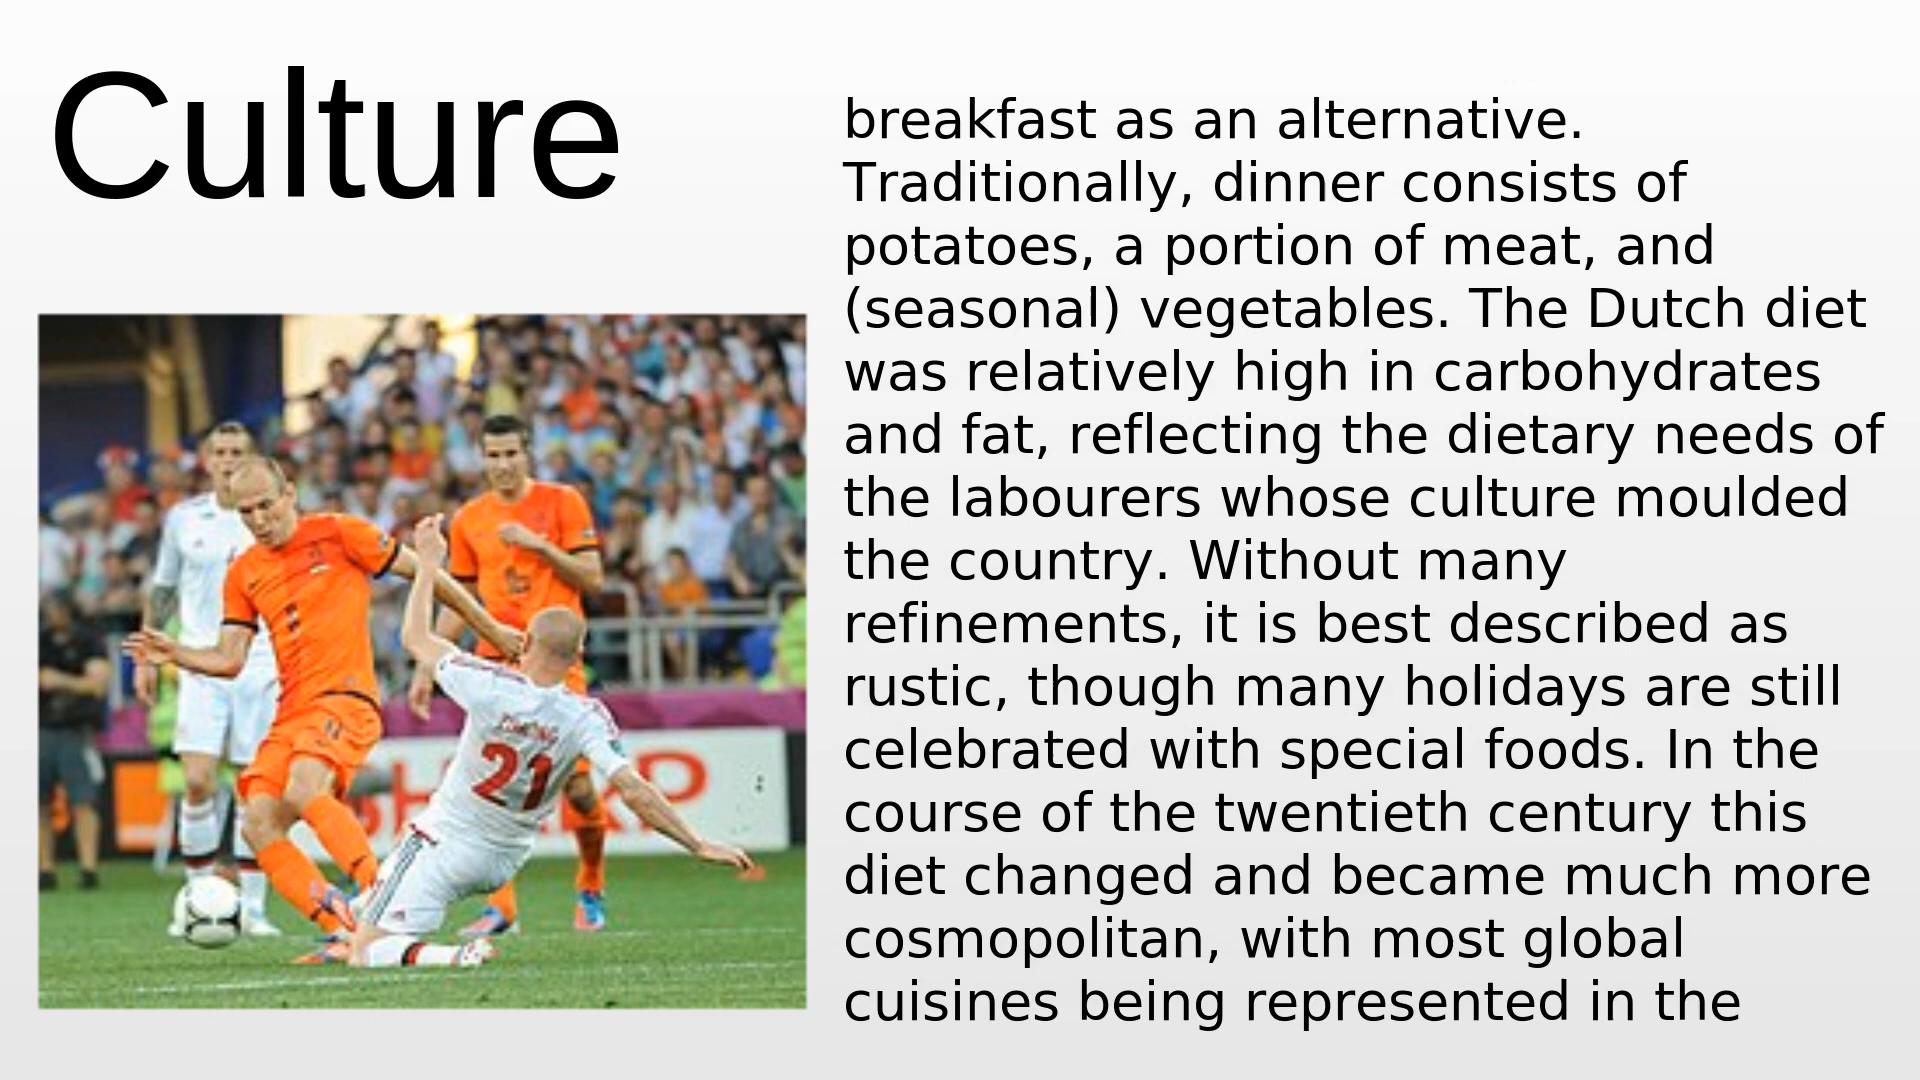 Culture
breakfast as an alternative.
Traditionally, dinner consists of
potatoes, a portion of meat, and
(seasonal) vegetables. The Dutch diet
was relatively high in carbohydrates
and fat, reflecting the dietary needs of
the labourers whose culture moulded
the country. Without many
refinements, it is best described as
rustic, though many holidays are still
celebrated with special foods. In the
course of the twentieth century this
diet changed and became much more
cosmopolitan, with most global
cuisines being represented in the
21